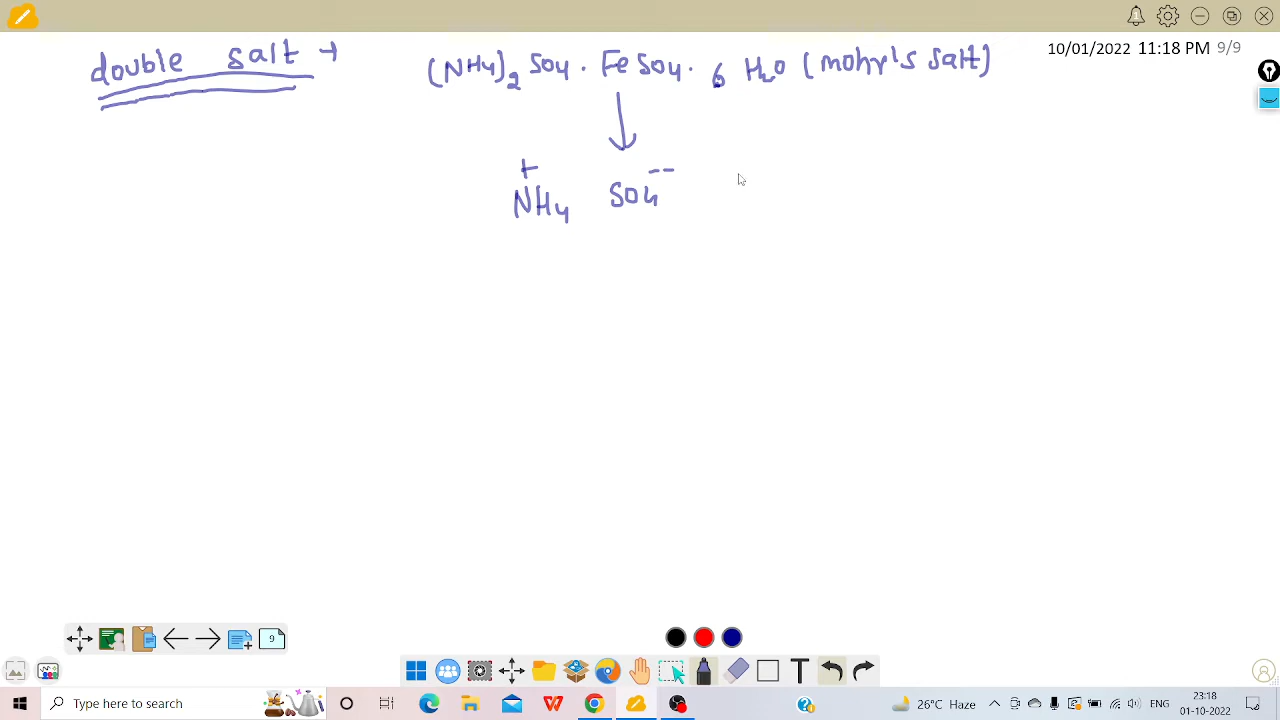 10/01/2022 11:18 PM 9/9
double salt → (NH4)2 SO4 . FeSO4 . 6 H2O (mohr's salt)
+ --
NH4 SO4
9
Type here to search
26°C Haze
ENG
23:18
01-10-2022